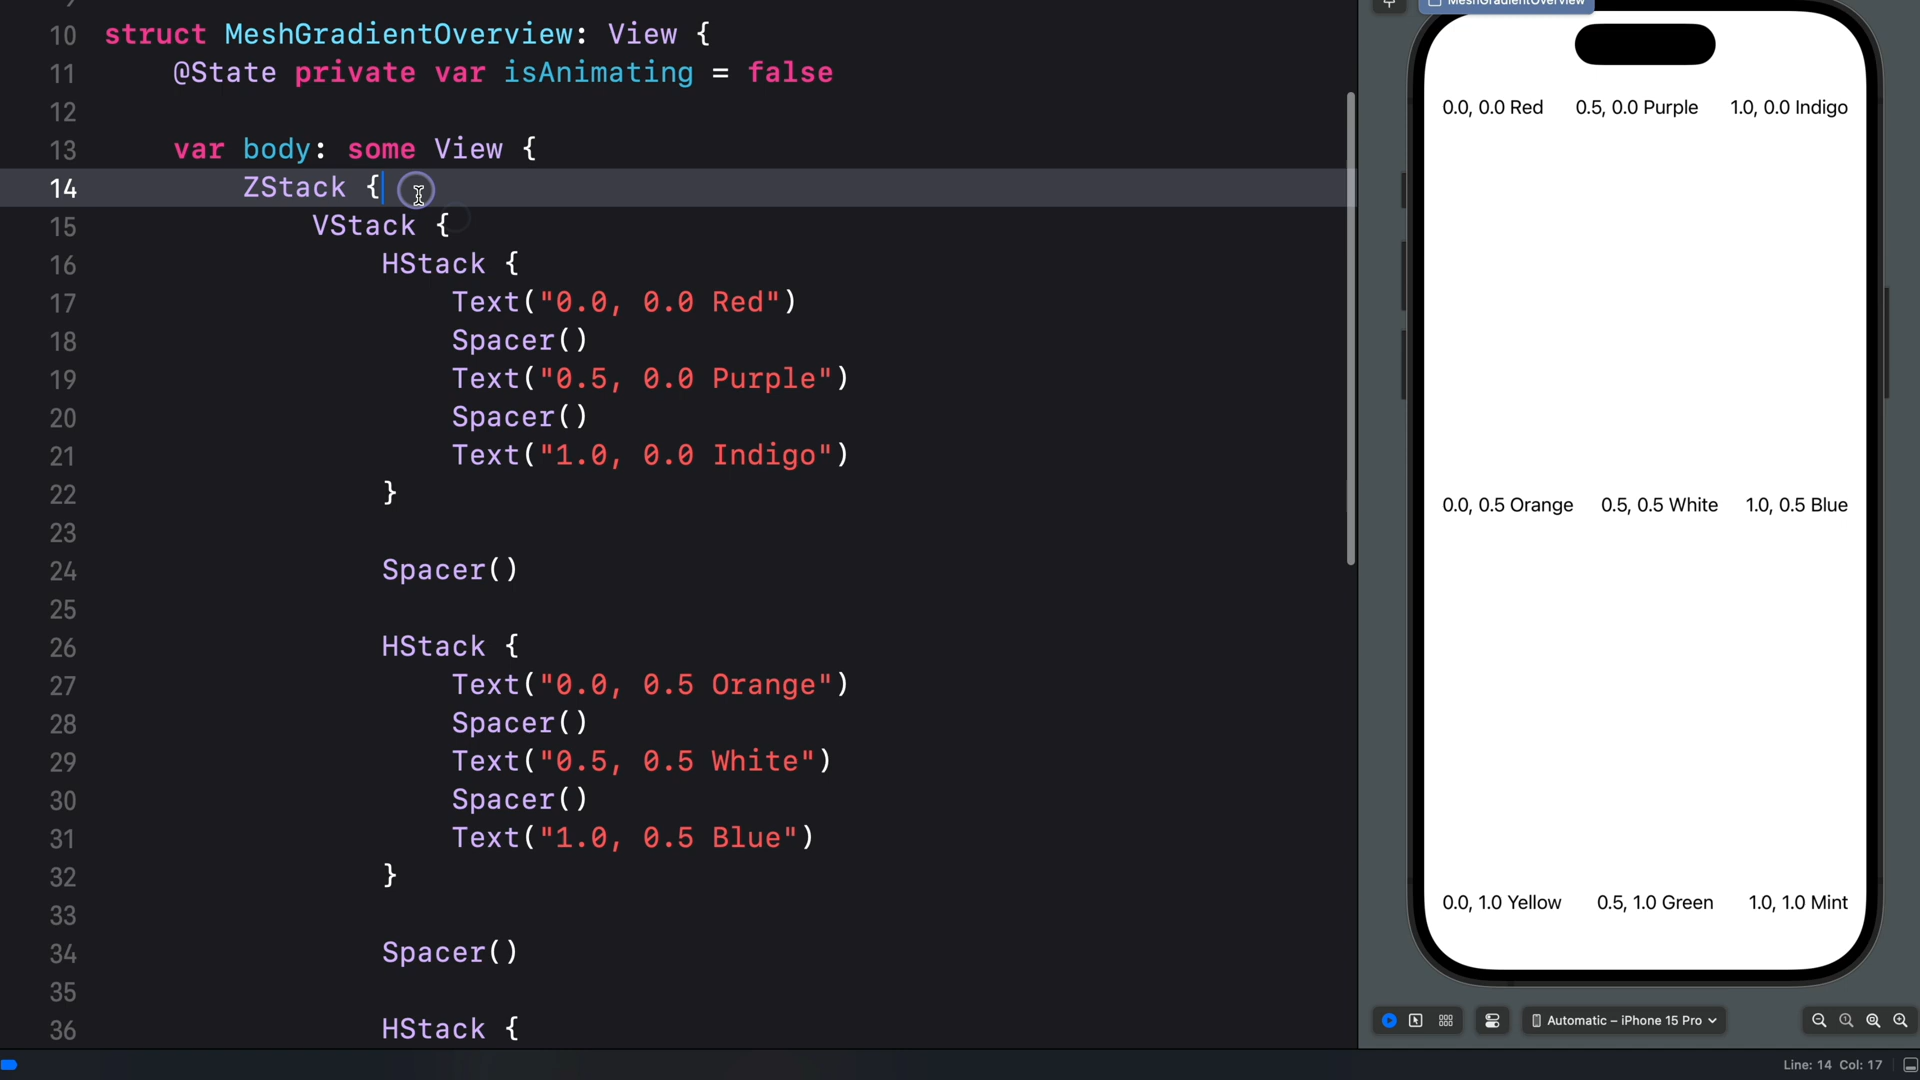 MeshGradientOverview
10 struct MeshGradientOverview: View {
11 @State private var isAnimating = false
12
13 var body: some View {
14 ZStack {
15 VStack {
16 HStack {
17 Text("0.0, 0.0 Red")
18 Spacer()
19 Text("0.5, 0.0 Purple")
20 Spacer()
21 Text("1.0, 0.0 Indigo")
22 }
23
24 Spacer()
25
26 HStack {
27 Text("0.0, 0.5 Orange")
28 Spacer()
29 Text("0.5, 0.5 White")
30 Spacer()
31 Text("1.0, 0.5 Blue")
32 }
33
34 Spacer()
35
36 HStack {
0.0, 0.0 Red 0.5, 0.0 Purple 1.0, 0.0 Indigo
0.0, 0.5 Orange 0.5, 0.5 White 1.0, 0.5 Blue
0.0, 1.0 Yellow 0.5, 1.0 Green 1.0, 1.0 Mint
Automatic – iPhone 15 Pro
Line: 14 Col: 17